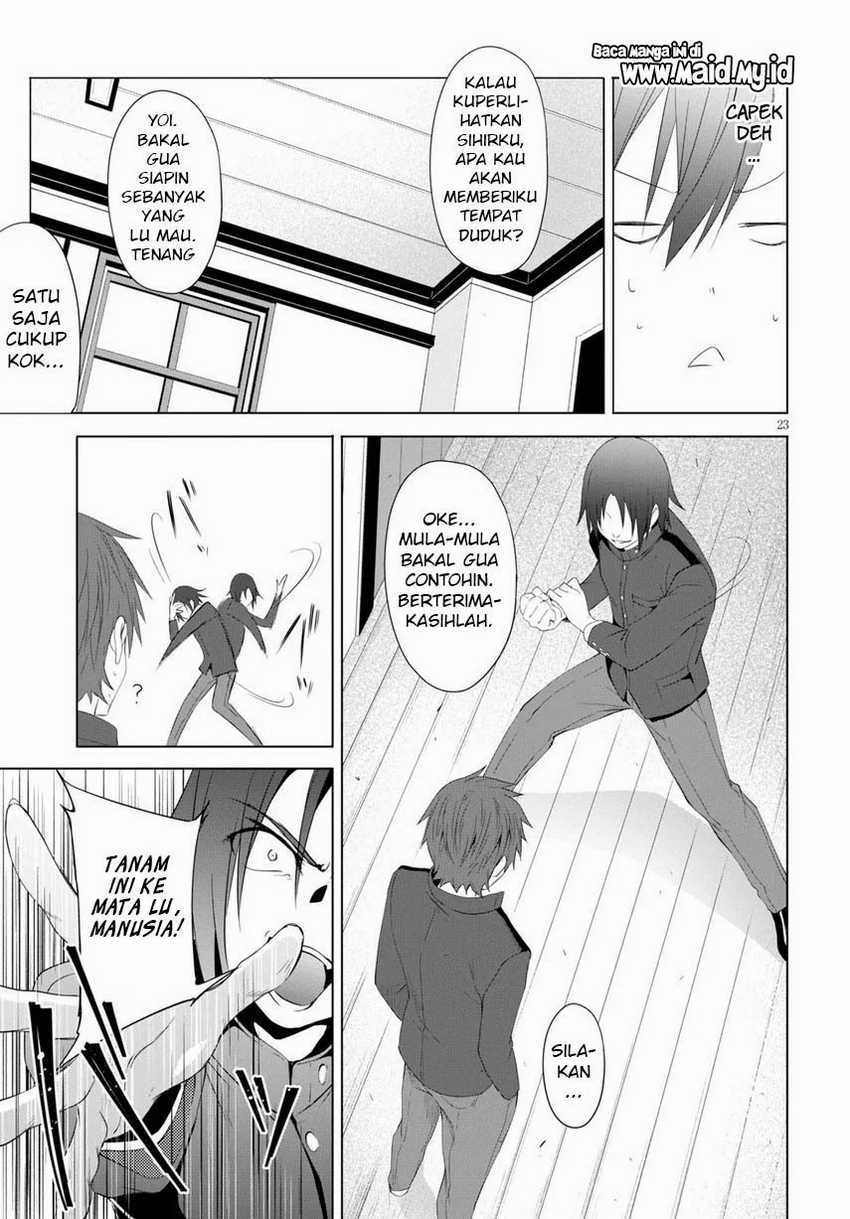 Baca Manga ini di
www.Maid.My.id
CAPEK
DEH
...
KALAU
KUPERLI-
HATKAN
SIHIRKU,
APA KAU
AKAN
MEMBERIKU
TEMPAT
DUDUK?
YOI.
BAKAL
GUA
SIAPIN
SEBANYAK
YANG
LU MAU.
TENANG
SATU
SAJA
CUKUP
KOK...
23
OKE...
MULA-MULA
BAKAL GUA
CONTOHIN.
BERTERIMA-
KASIHLAH.
SILA-
KAN
...
?
TANAM
INI KE
MATA LU,
MANUSIA!